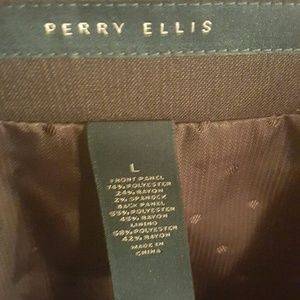 PERRY ELLIS
L
FRONT PANEL
74% POLYESTER
24% RAYON
2% SPANDEX
BACK PANEL
55% POLYESTER
45% RAYON
LINING
58% POLYESTER
42% RAYON
MADE IN
CHINA